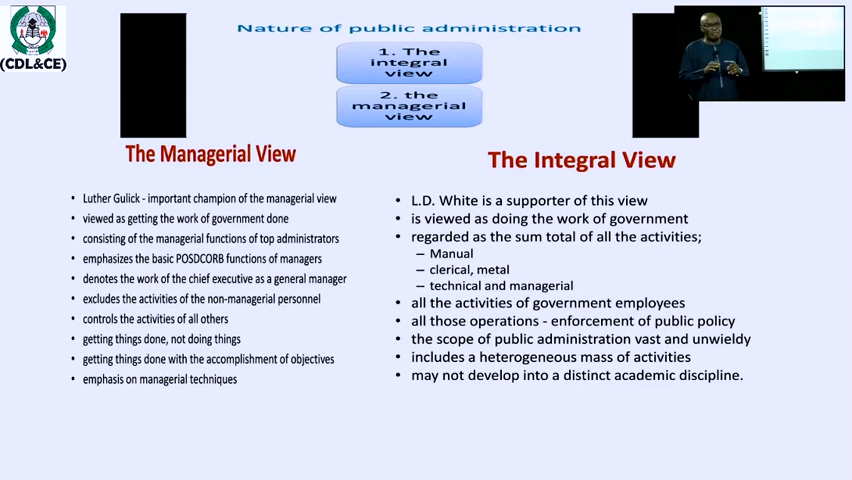 Nature of public administration
(CDL&CE)
1. The
integral
view
2. the
managerial
view
The Managerial View
• Luther Gulick - important champion of the managerial view
• viewed as getting the work of government done
• consisting of the managerial functions of top administrators
• emphasizes the basic POSDCORB functions of managers
• denotes the work of the chief executive as a general manager
• excludes the activities of the non-managerial personnel
• controls the activities of all others
• getting things done, not doing things
• getting things done with the accomplishment of objectives
• emphasis on managerial techniques
The Integral View
• L.D. White is a supporter of this view
• is viewed as doing the work of government
• regarded as the sum total of all the activities;
– Manual
– clerical, metal
– technical and managerial
• all the activities of government employees
• all those operations - enforcement of public policy
• the scope of public administration vast and unwieldy
• includes a heterogeneous mass of activities
• may not develop into a distinct academic discipline.